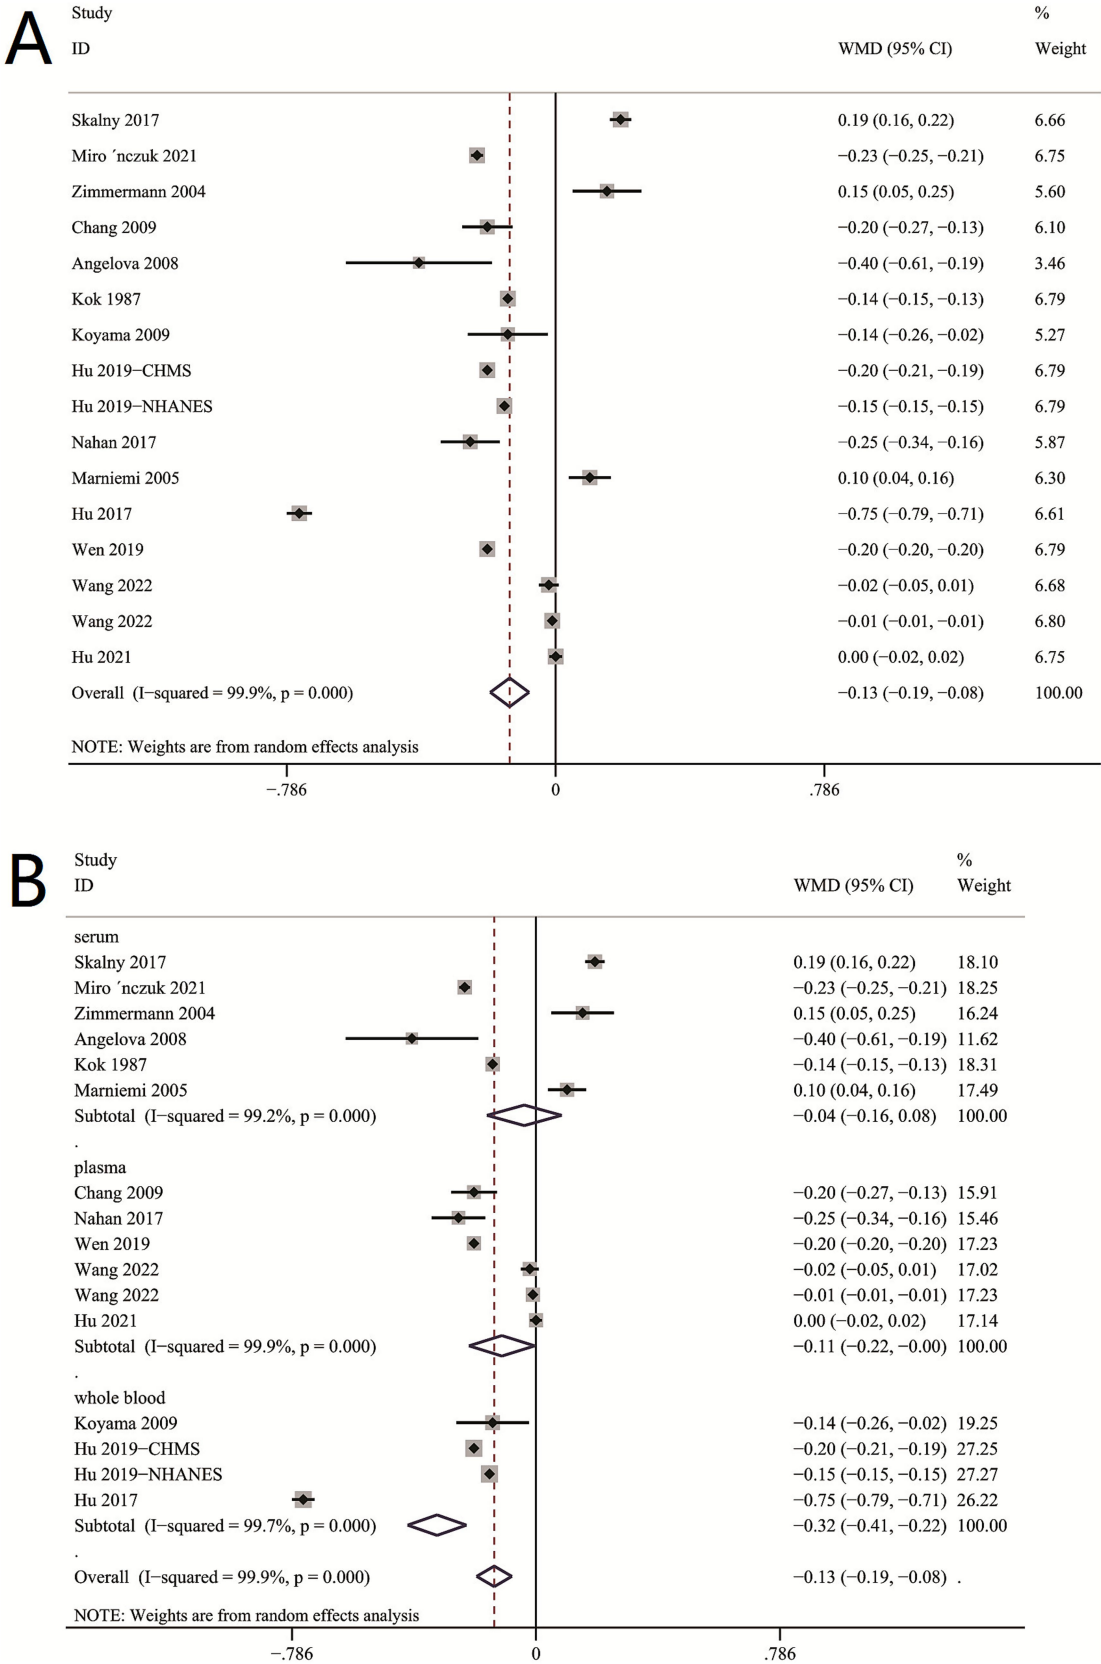 A
Study %
ID WMD (95% CI) Weight
Skalny 2017 0.19 (0.16, 0.22) 6.66
Miro ´nczuk 2021 −0.23 (−0.25, −0.21) 6.75
Zimmermann 2004 0.15 (0.05, 0.25) 5.60
Chang 2009 −0.20 (−0.27, −0.13) 6.10
Angelova 2008 −0.40 (−0.61, −0.19) 3.46
Kok 1987 −0.14 (−0.15, −0.13) 6.79
Koyama 2009 −0.14 (−0.26, −0.02) 5.27
Hu 2019−CHMS −0.20 (−0.21, −0.19) 6.79
Hu 2019−NHANES −0.15 (−0.15, −0.15) 6.79
Nahan 2017 −0.25 (−0.34, −0.16) 5.87
Marniemi 2005 0.10 (0.04, 0.16) 6.30
Hu 2017 −0.75 (−0.79, −0.71) 6.61
Wen 2019 −0.20 (−0.20, −0.20) 6.79
Wang 2022 −0.02 (−0.05, 0.01) 6.68
Wang 2022 −0.01 (−0.01, −0.01) 6.80
Hu 2021 0.00 (−0.02, 0.02) 6.75
Overall (I−squared = 99.9%, p = 0.000) −0.13 (−0.19, −0.08) 100.00
NOTE: Weights are from random effects analysis
−.786 0 .786
B
Study %
ID WMD (95% CI) Weight
serum
Skalny 2017 0.19 (0.16, 0.22) 18.10
Miro ´nczuk 2021 −0.23 (−0.25, −0.21) 18.25
Zimmermann 2004 0.15 (0.05, 0.25) 16.24
Angelova 2008 −0.40 (−0.61, −0.19) 11.62
Kok 1987 −0.14 (−0.15, −0.13) 18.31
Marniemi 2005 0.10 (0.04, 0.16) 17.49
Subtotal (I−squared = 99.2%, p = 0.000) −0.04 (−0.16, 0.08) 100.00
.
plasma
Chang 2009 −0.20 (−0.27, −0.13) 15.91
Nahan 2017 −0.25 (−0.34, −0.16) 15.46
Wen 2019 −0.20 (−0.20, −0.20) 17.23
Wang 2022 −0.02 (−0.05, 0.01) 17.02
Wang 2022 −0.01 (−0.01, −0.01) 17.23
Hu 2021 0.00 (−0.02, 0.02) 17.14
Subtotal (I−squared = 99.9%, p = 0.000) −0.11 (−0.22, −0.00) 100.00
.
whole blood
Koyama 2009 −0.14 (−0.26, −0.02) 19.25
Hu 2019−CHMS −0.20 (−0.21, −0.19) 27.25
Hu 2019−NHANES −0.15 (−0.15, −0.15) 27.27
Hu 2017 −0.75 (−0.79, −0.71) 26.22
Subtotal (I−squared = 99.7%, p = 0.000) −0.32 (−0.41, −0.22) 100.00
.
Overall (I−squared = 99.9%, p = 0.000) −0.13 (−0.19, −0.08) .
NOTE: Weights are from random effects analysis
−.786 0 .786